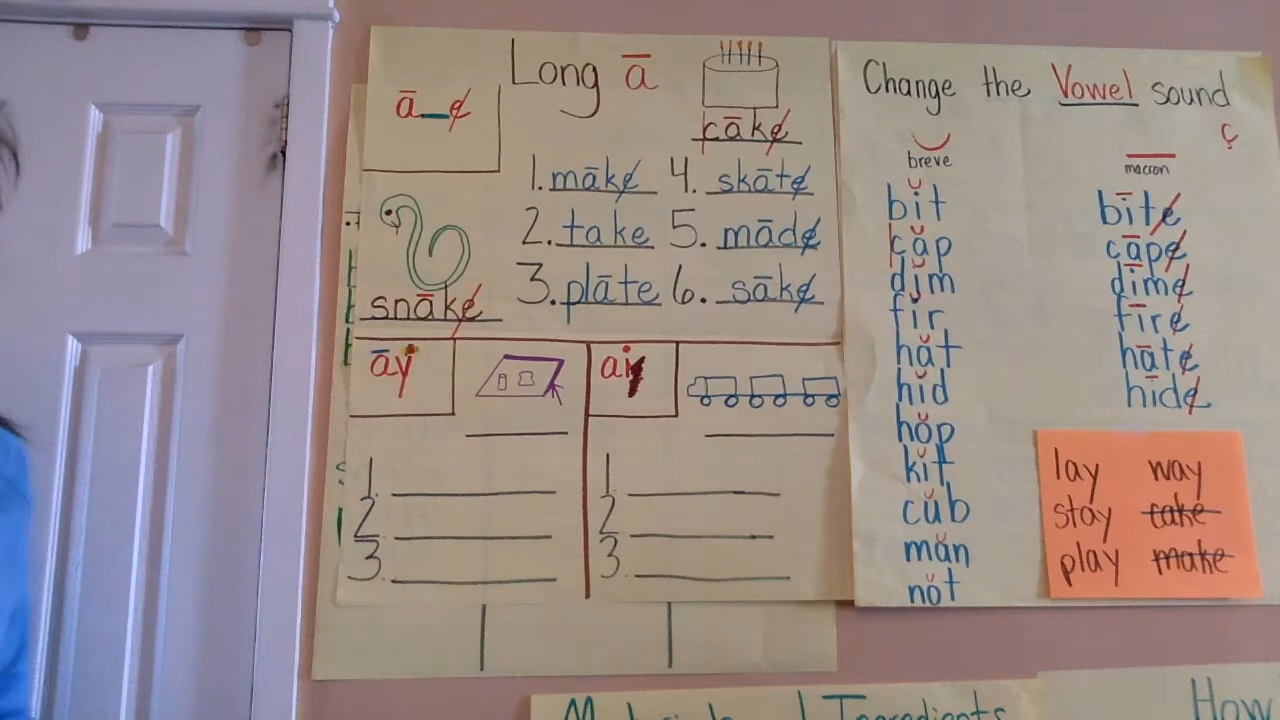 Long ā
ā_e
cāke
1. māke 4. skāte
2. take 5. māde
3. plāte 6. sāke
snāke
āy
ai
1.
2.
3.
1.
2.
3.
Change the Vowel sound
ç
breve macron
bĭt bīte
căp cāpe
dĭm dīme
fĭr fīre
hăt hāte
hĭd hīde
hŏp
kĭt
cŭb
măn
nŏt
lay way
stay take
play make
Ingredients
How